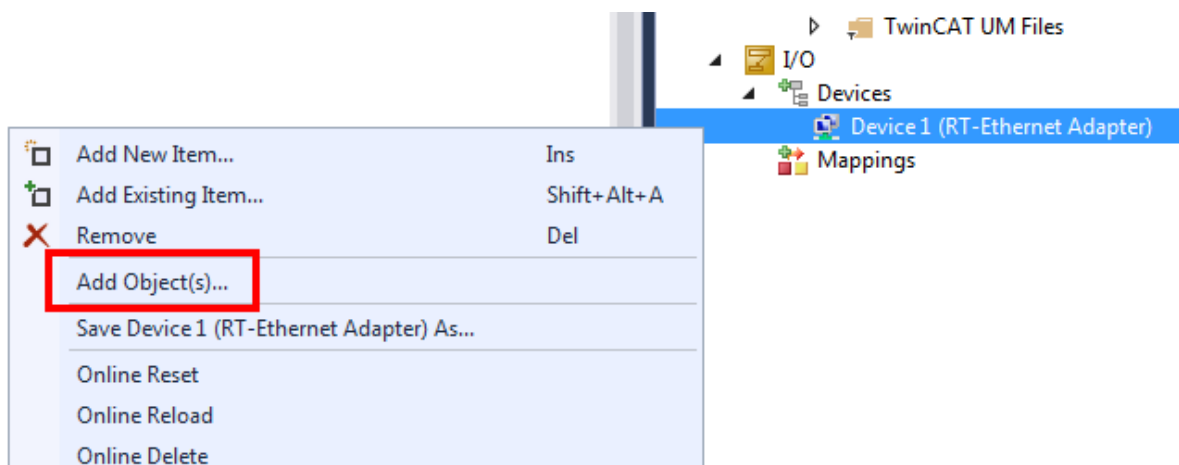 TwinCAT UM Files
I/O
Devices
Device 1 (RT-Ethernet Adapter)
Mappings
Add New Item... Ins
Add Existing Item... Shift+Alt+A
Remove Del
Add Object(s)...
Save Device 1 (RT-Ethernet Adapter) As...
Online Reset
Online Reload
Online Delete